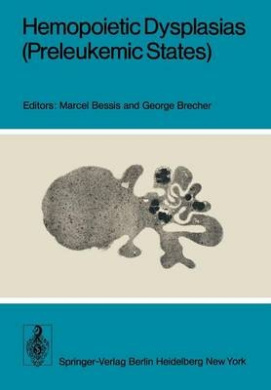 Hemopoietic Dysplasias
(Preleukemic States)
Editors: Marcel Bessis and George Brecher
Springer-Verlag Berlin Heidelberg New York